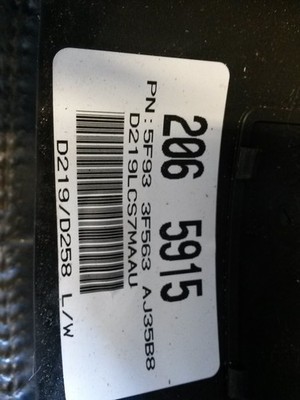 206 5915
PN:5F93 3F563 AJ35B8
D219LCS7MAAU
D219/D258 L/W